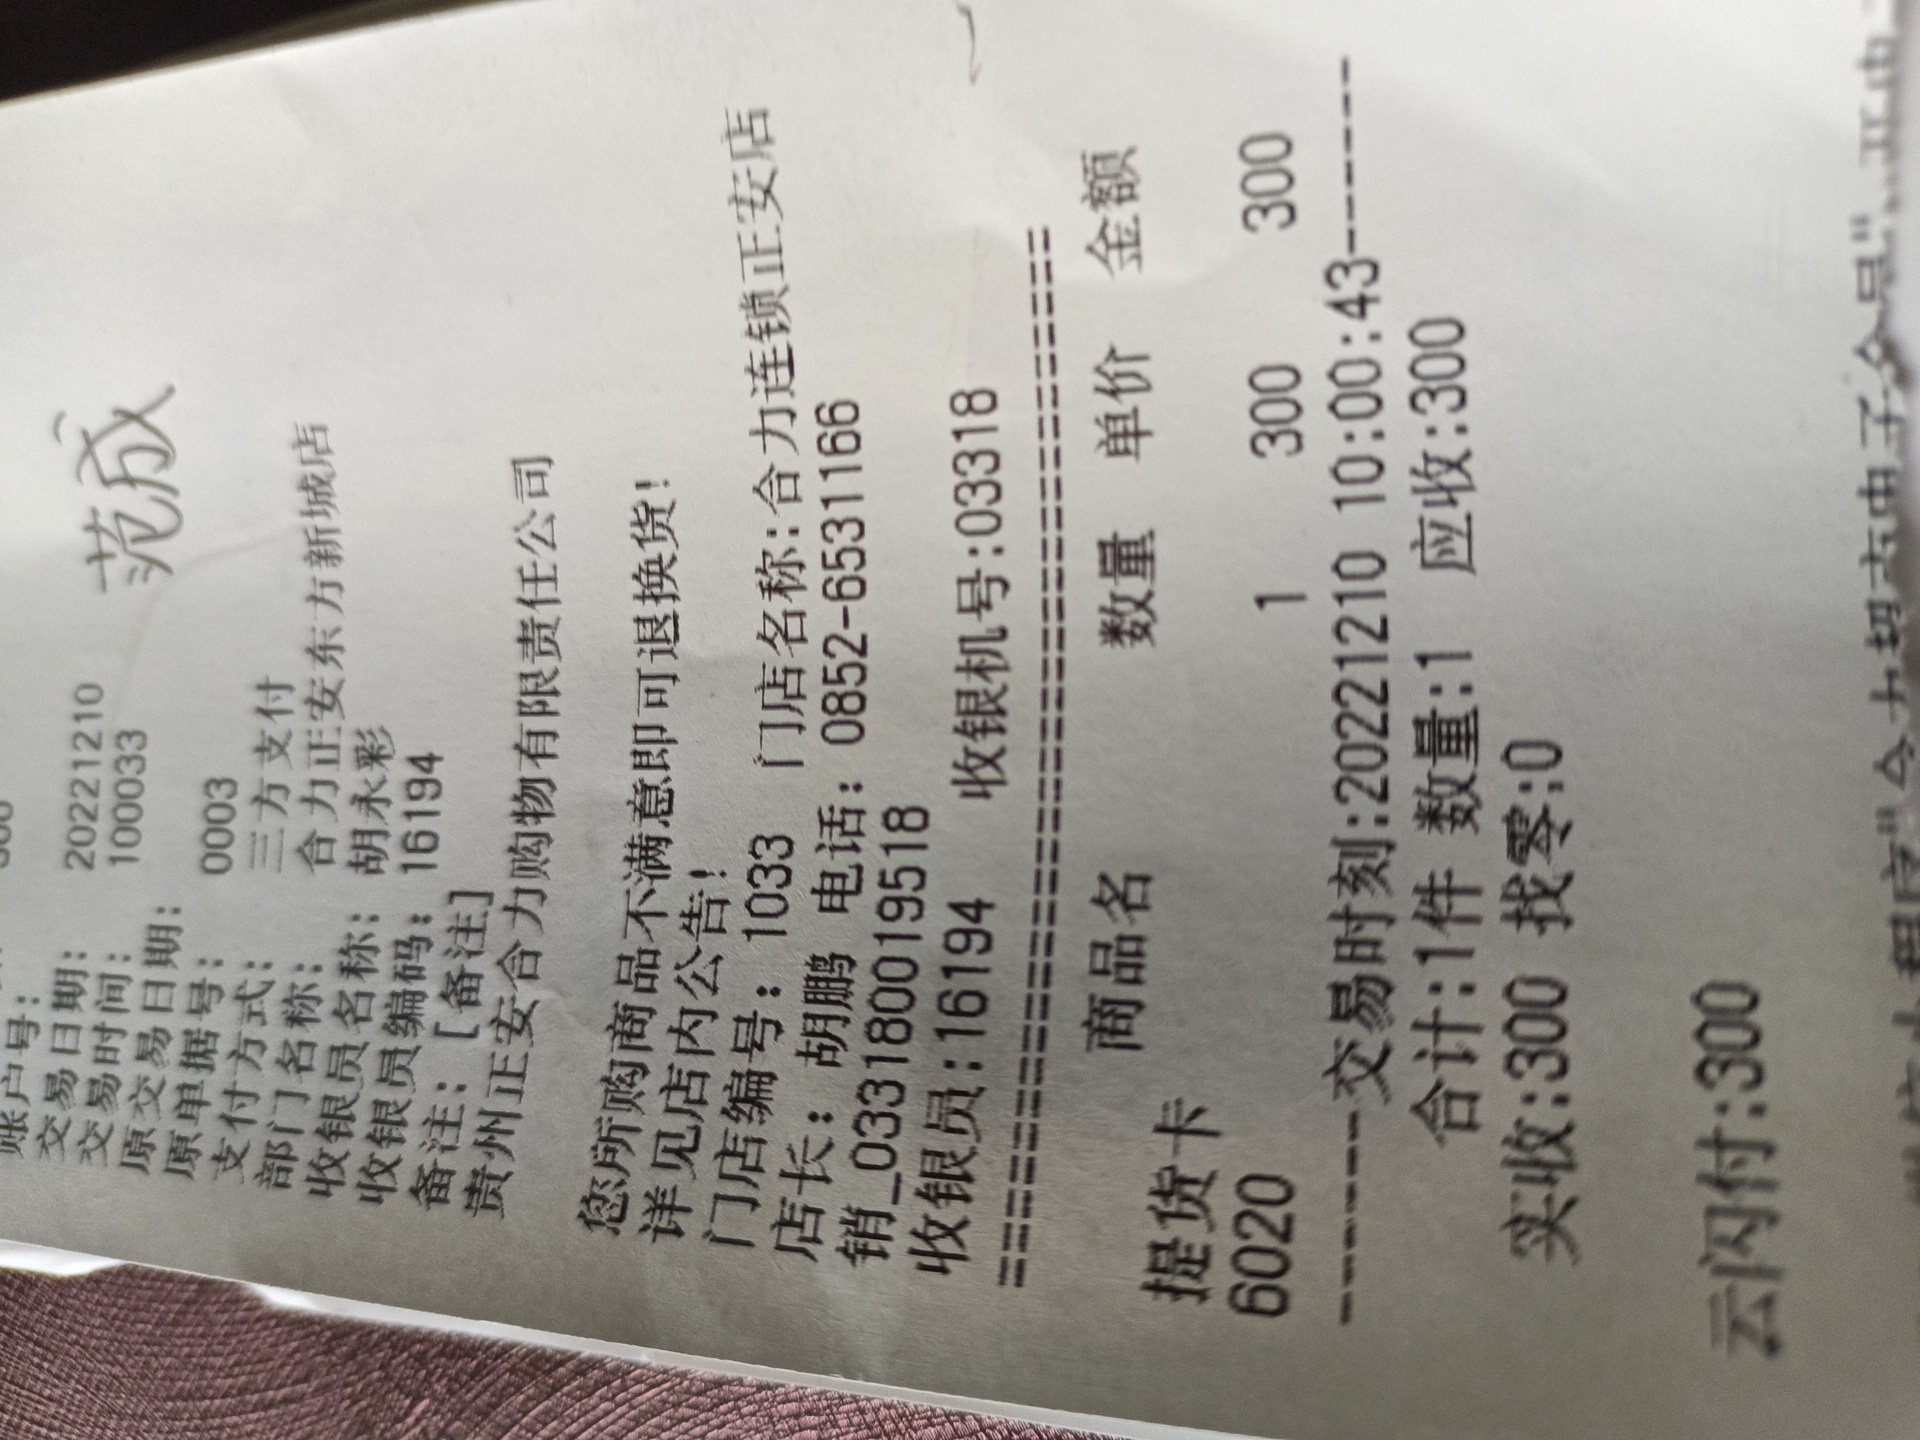 账户号:
交易日期: 20221210
交易时间: 100033
原交易日期:
原单据号: 0003
支付方式: 三方支付
部门名称: 合力正安东方新城店
收银员名称: 胡永彩
收银员编码: 16194
备注: [备注]
贵州正安合力购物有限责任公司
范成
您所购商品不满意即可退换货!
详见店内公告!
门店编号: 1033 门店名称:合力连锁正安店
店长: 胡鹏 电话: 0852-6531166
销_0331800195518
收银员:16194 收银机号:03318
商品名 数量 单价 金额
提货卡
6020 1 300 300
------交易时刻:20221210 10:00:43------
合计:1件 数量:1 应收:300
实收:300 找零:0
云闪付:300